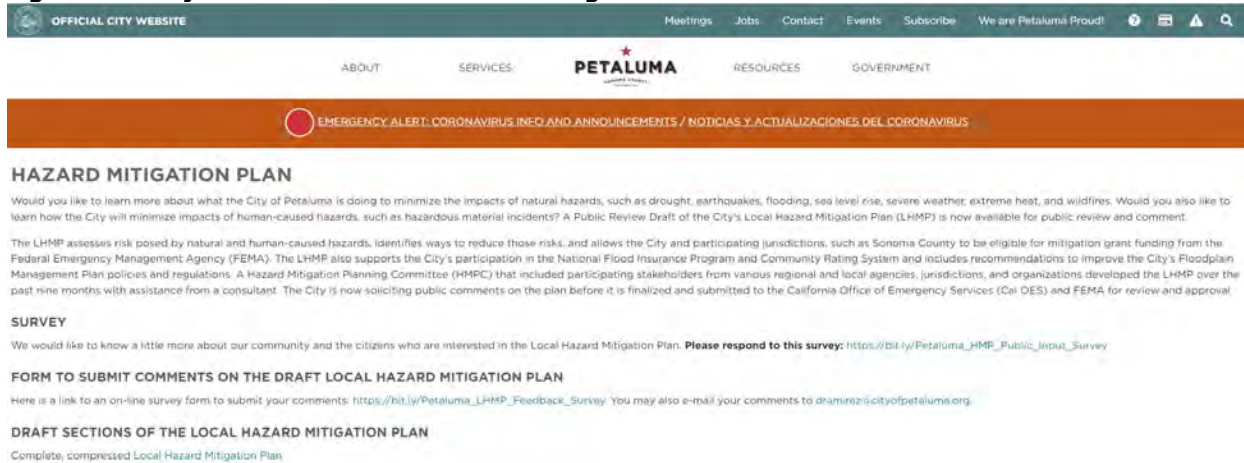 OFFICIAL CITY WEBSITE
Meetings Jobs Contact Events Subscribe We are Petaluma Proud!
ABOUT SERVICES PETALUMA RESOURCES GOVERNMENT
EMERGENCY ALERT: CORONAVIRUS INFO AND ANNOUNCEMENTS / NOTICIAS Y ACTUALIZACIONES DEL CORONAVIRUS
HAZARD MITIGATION PLAN
Would you like to learn more about what the City of Petaluma is doing to minimize the impacts of natural hazards, such as drought, earthquakes, flooding, sea level rise, severe weather, extreme heat, and wildfires. Would you also like to
learn how the City will minimize impacts of human-caused hazards, such as hazardous material incidents? A Public Review Draft of the City's Local Hazard Mitigation Plan (LHMP) is now available for public review and comment.
The LHMP assesses risk posed by natural and human-caused hazards, identifies ways to reduce those risks, and allows the City and participating jurisdictions, such as Sonoma County to be eligible for mitigation grant funding from the
Federal Emergency Management Agency (FEMA). The LHMP also supports the City's participation in the National Flood Insurance Program and Community Rating System and includes recommendations to improve the City's Floodplain
Management Plan policies and regulations. A Hazard Mitigation Planning Committee (HMPC) that included participating stakeholders from various regional and local agencies, jurisdictions, and organizations developed the LHMP over the
past nine months with assistance from a consultant. The City is now soliciting public comments on the plan before it is finalized and submitted to the California Office of Emergency Services (Cal OES) and FEMA for review and approval.
SURVEY
We would like to know a little more about our community and the citizens who are interested in the Local Hazard Mitigation Plan. Please respond to this survey: https://bit.ly/Petaluma_HMP_Public_Input_Survey
FORM TO SUBMIT COMMENTS ON THE DRAFT LOCAL HAZARD MITIGATION PLAN
Here is a link to an on-line survey form to submit your comments: https://bit.ly/Petaluma_LHMP_Feedback_Survey. You may also e-mail your comments to dramirez@cityofpetaluma.org.
DRAFT SECTIONS OF THE LOCAL HAZARD MITIGATION PLAN
Complete, compressed Local Hazard Mitigation Plan